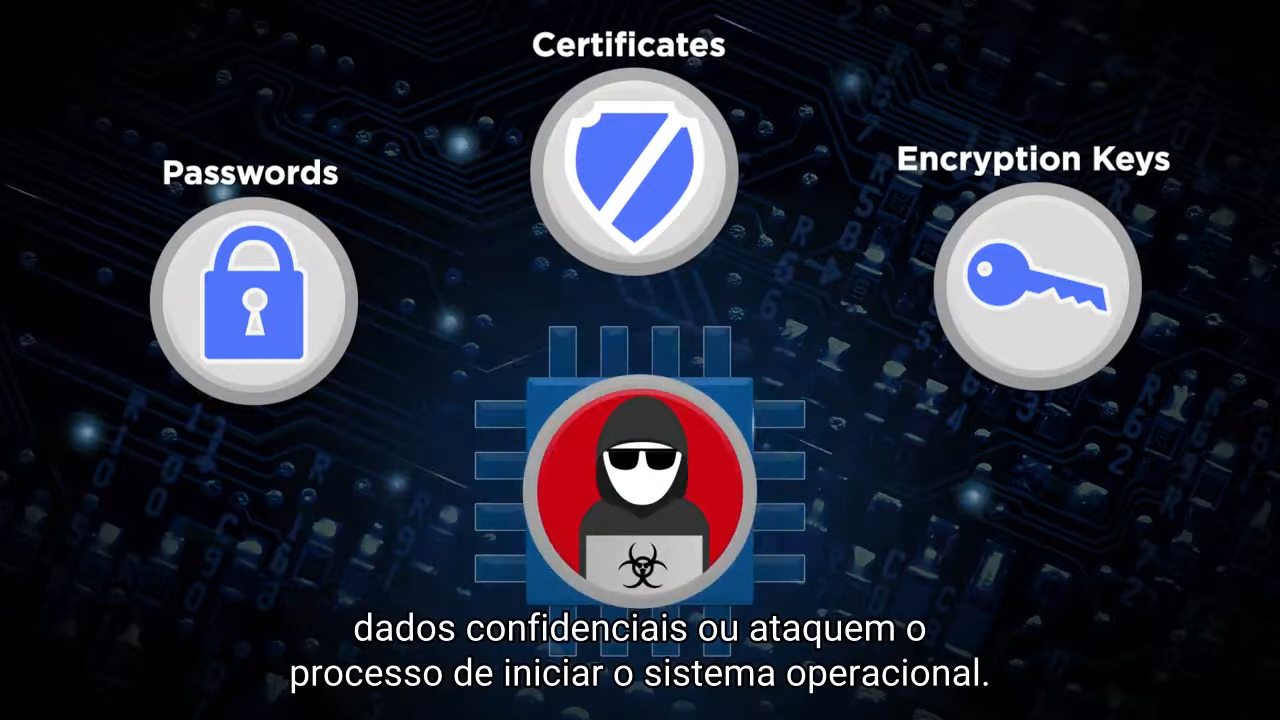 Certificates
Passwords
Encryption Keys
dados confidenciais ou ataquem o
processo de iniciar o sistema operacional.